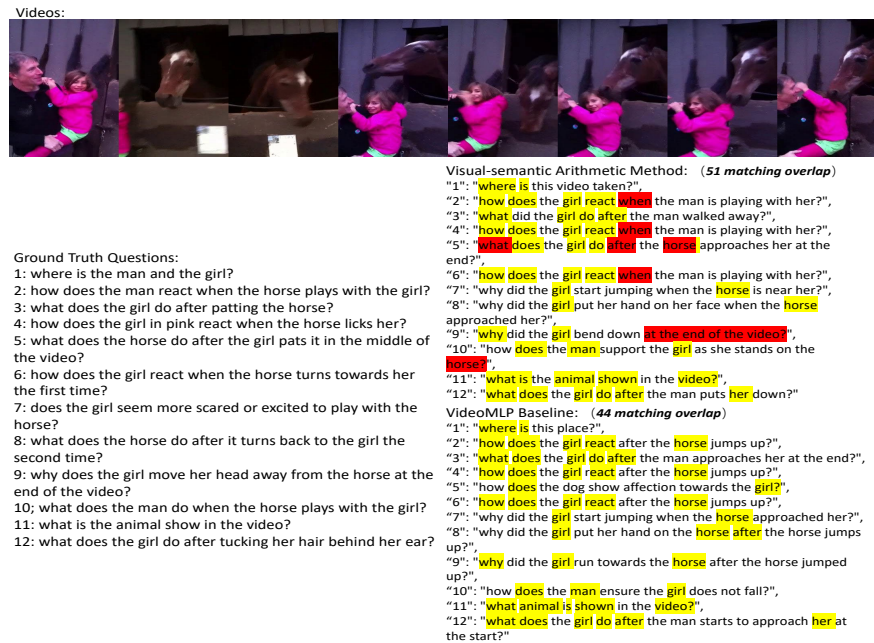 Videos:
Ground Truth Questions:
1: where is the man and the girl?
2: how does the man react when the horse plays with the girl?
3: what does the girl do after patting the horse?
4: how does the girl in pink react when the horse licks her?
5: what does the horse do after the girl pats it in the middle of
the video?
6: how does the girl react when the horse turns towards her
the first time?
7: does the girl seem more scared or excited to play with the
horse?
8: what does the horse do after it turns back to the girl the
second time?
9: why does the girl move her head away from the horse at the
end of the video?
10; what does the man do when the horse plays with the girl?
11: what is the animal show in the video?
12: what does the girl do after tucking her hair behind her ear?
Visual-semantic Arithmetic Method: （51 matching overlap）
"1": "where is this video taken?",
“2": "how does the girl react when the man is playing with her?",
“3": "what did the girl do after the man walked away?",
“4": "how does the girl react when the man is playing with her?",
“5": "what does the girl do after the horse approaches her at the
end?",
“6": "how does the girl react when the man is playing with her?",
“7": "why did the girl start jumping when the horse is near her?",
“8": "why did the girl put her hand on her face when the horse
approached her?",
“9": "why did the girl bend down at the end of the video?",
“10": "how does the man support the girl as she stands on the
horse?",
“11": "what is the animal shown in the video?",
“12": "what does the girl do after the man puts her down?"
VideoMLP Baseline: （44 matching overlap）
“1": "where is this place?",
“2": "how does the girl react after the horse jumps up?",
“3": "what does the girl do after the man approaches her at the end?",
“4": "how does the girl react after the horse jumps up?",
“5": "how does the dog show affection towards the girl?",
“6": "how does the girl react after the horse jumps up?",
“7": "why did the girl start jumping when the horse approached her?",
“8": "why did the girl put her hand on the horse after the horse jumps
up?",
“9": "why did the girl run towards the horse after the horse jumped
up?",
“10": "how does the man ensure the girl does not fall?",
“11": "what animal is shown in the video?",
“12": "what does the girl do after the man starts to approach her at
the start?"